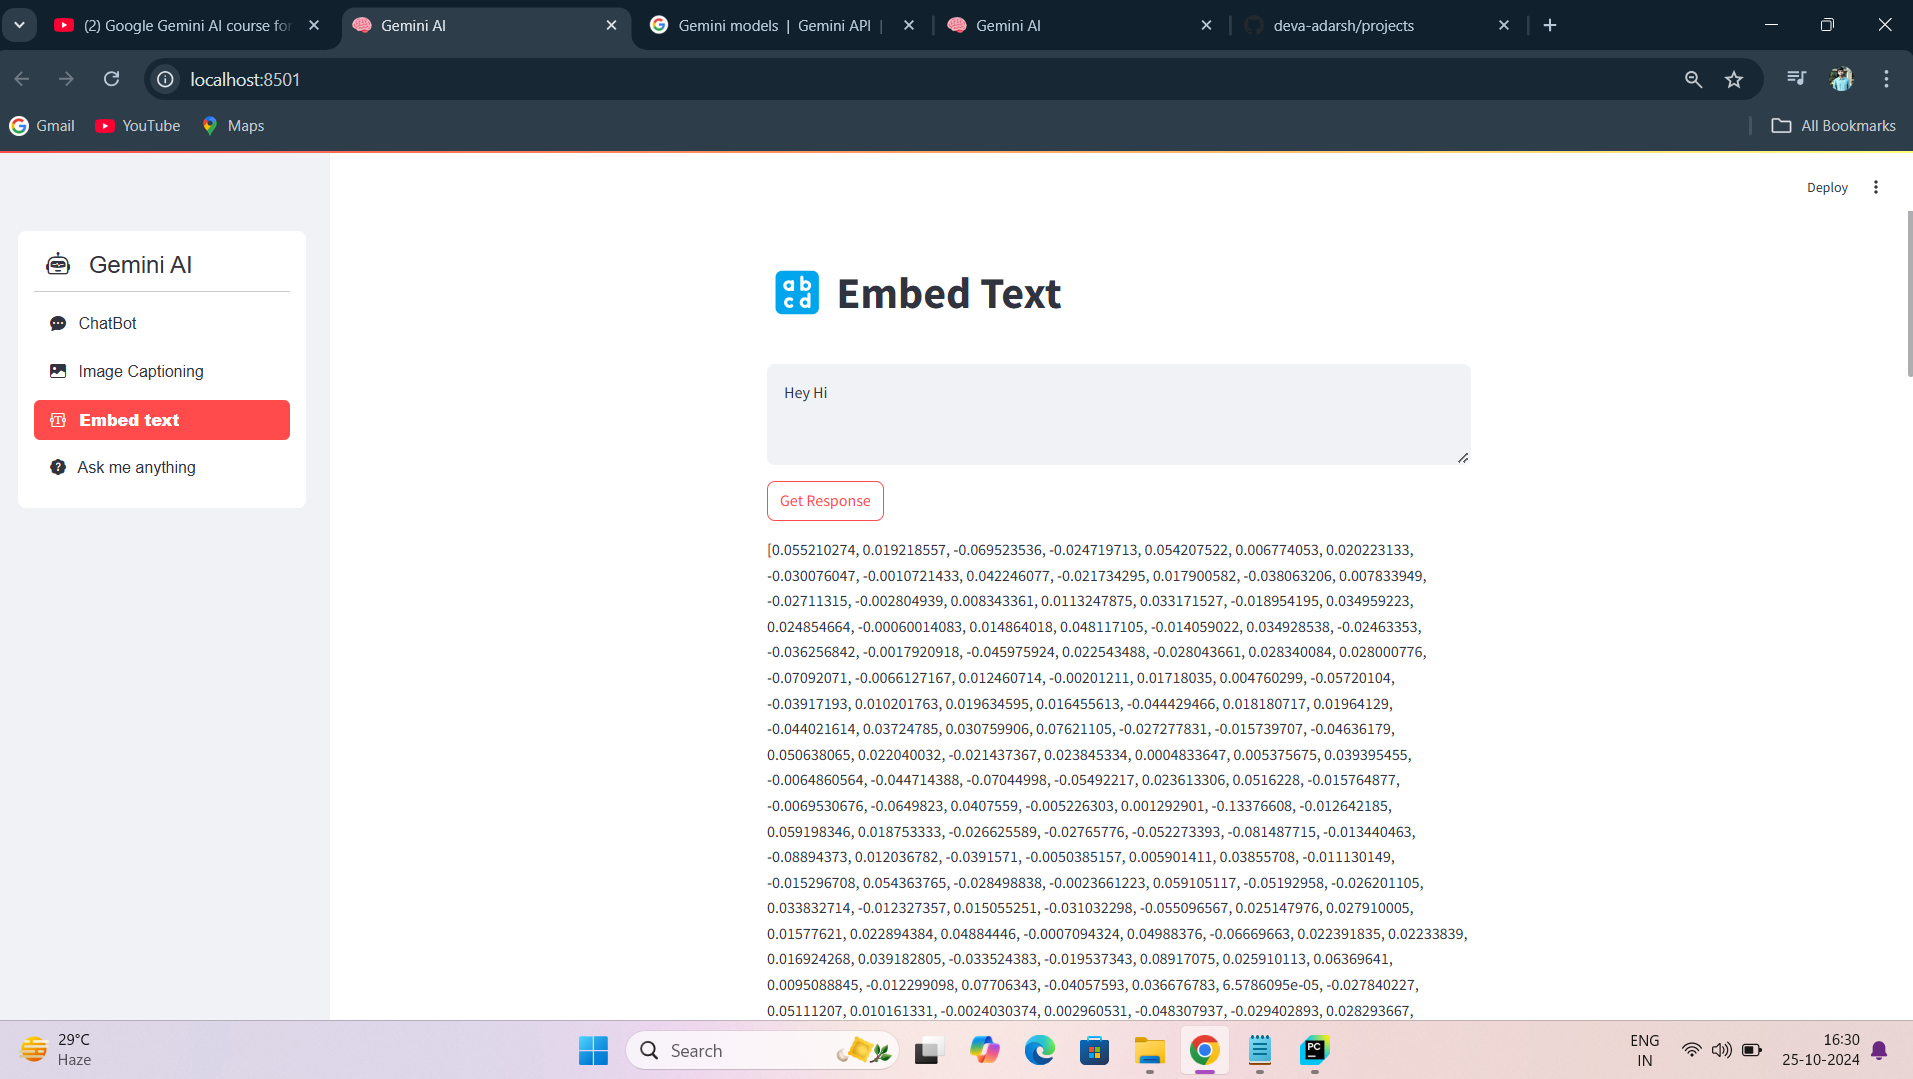 (2) Google Gemini AI course for
Gemini AI
Gemini models | Gemini API |
Gemini AI
deva-adarsh/projects
localhost:8501
Gmail
YouTube
Maps
All Bookmarks
Deploy
Gemini AI
ChatBot
Image Captioning
Embed text
Ask me anything
abcd Embed Text
Hey Hi
Get Response
[0.055210274, 0.019218557, -0.069523536, -0.024719713, 0.054207522, 0.006774053, 0.020223133,
-0.030076047, -0.0010721433, 0.042246077, -0.021734295, 0.017900582, -0.038063206, 0.007833949,
-0.02711315, -0.002804939, 0.008343361, 0.0113247875, 0.033171527, -0.018954195, 0.034959223,
0.024854664, -0.00060014083, 0.014864018, 0.048117105, -0.014059022, 0.034928538, -0.02463353,
-0.036256842, -0.0017920918, -0.045975924, 0.022543488, -0.028043661, 0.028340084, 0.028000776,
-0.07092071, -0.0066127167, 0.012460714, -0.00201211, 0.01718035, 0.004760299, -0.05720104,
-0.03917193, 0.010201763, 0.019634595, 0.016455613, -0.044429466, 0.018180717, 0.01964129,
-0.044021614, 0.03724785, 0.030759906, 0.07621105, -0.027277831, -0.015739707, -0.04636179,
0.050638065, 0.022040032, -0.021437367, 0.023845334, 0.0004833647, 0.005375675, 0.039395455,
-0.0064860564, -0.044714388, -0.07044998, -0.05492217, 0.023613306, 0.0516228, -0.015764877,
-0.0069530676, -0.0649823, 0.0407559, -0.005226303, 0.001292901, -0.13376608, -0.012642185,
0.059198346, 0.018753333, -0.026625589, -0.02765776, -0.052273393, -0.081487715, -0.013440463,
-0.08894373, 0.012036782, -0.0391571, -0.0050385157, 0.005901411, 0.03855708, -0.011130149,
-0.015296708, 0.054363765, -0.028498838, -0.0023661223, 0.059105117, -0.05192958, -0.026201105,
0.033832714, -0.012327357, 0.015055251, -0.031032298, -0.055096567, 0.025147976, 0.027910005,
0.01577621, 0.022894384, 0.04884446, -0.0007094324, 0.04988376, -0.06669663, 0.022391835, 0.02233839,
0.016924268, 0.039182805, -0.033524383, -0.019537343, 0.08917075, 0.025910113, 0.06369641,
0.0095088845, -0.012299098, 0.07706343, -0.04057593, 0.036676783, 6.5786095e-05, -0.027840227,
0.05111207, 0.010161331, -0.0024030374, 0.002960531, -0.048307937, -0.029402893, 0.028293667,
29°C
Haze
Search
PC
ENG
IN
16:30
25-10-2024